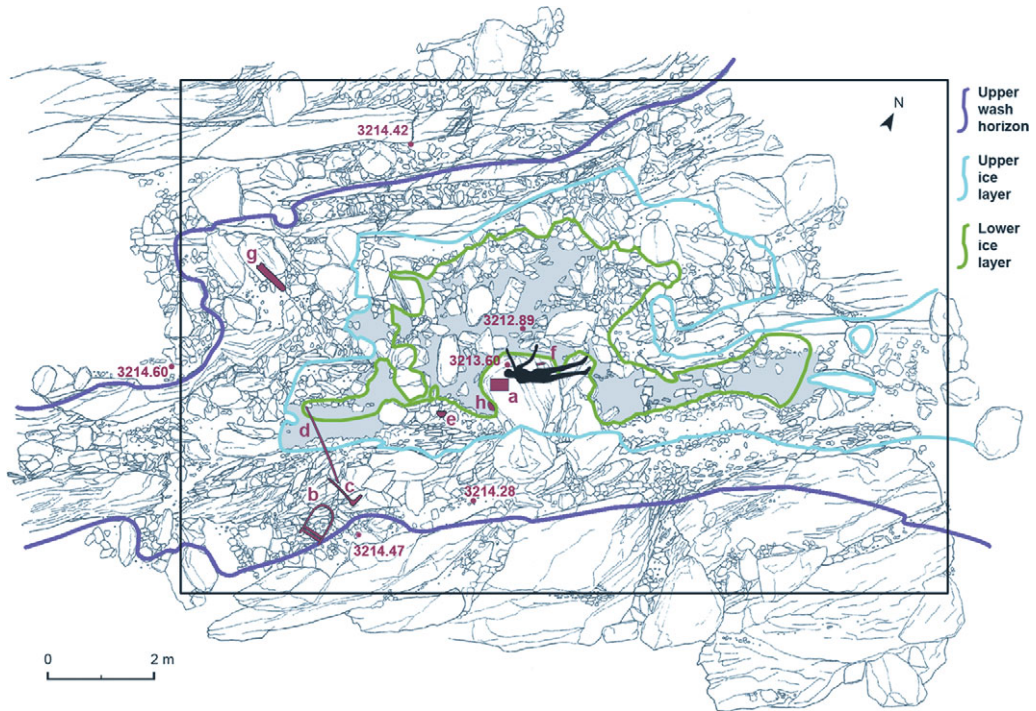 N
Upper
wash
horizon
3214.42
Upper
ice
layer
Lower
ice
layer
g
3212.89
3213.60
f
3214.60
a
h
e
d
c
b
3214.28
3214.47
0
2 m